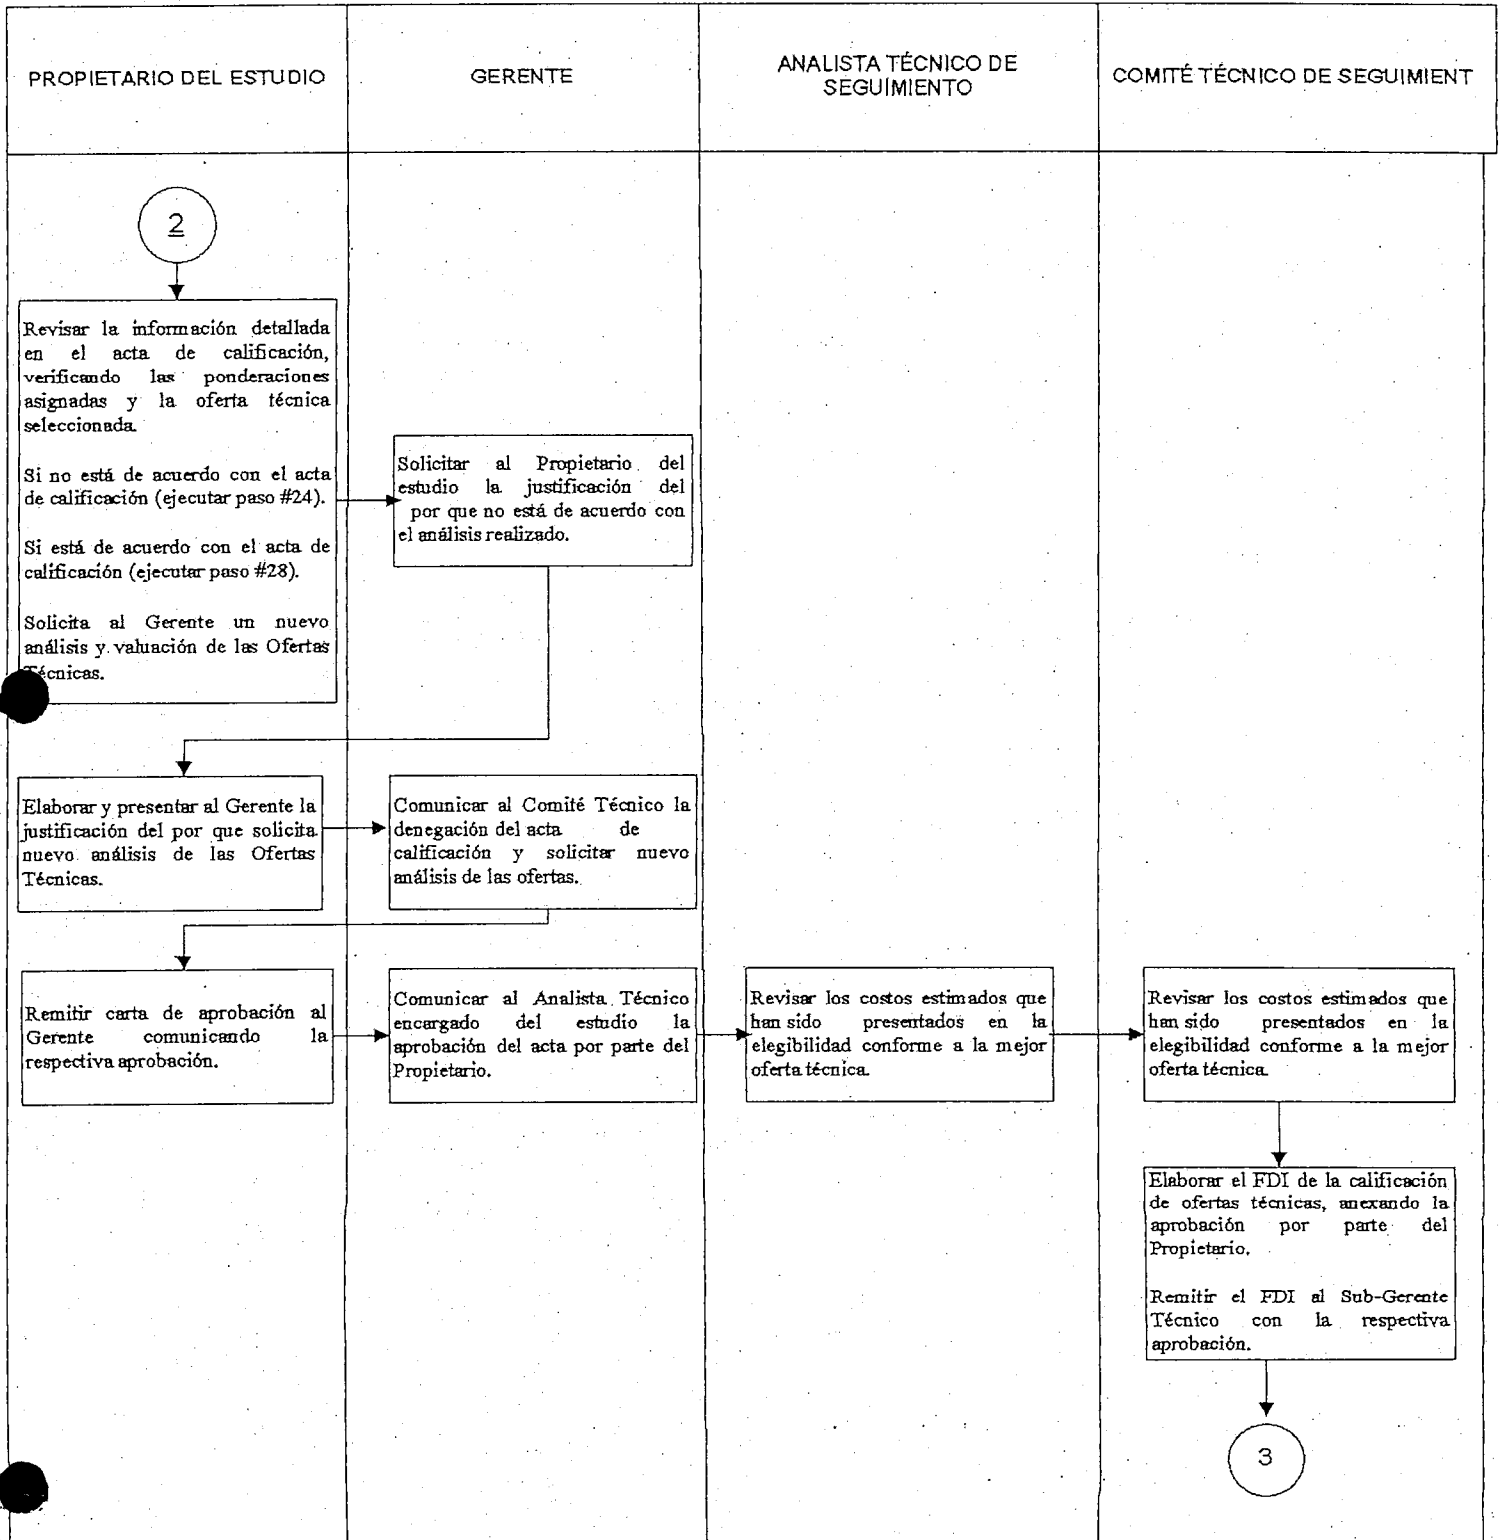 PROPIETARIO DEL ESTUDIO
GERENTE
ANALISTA TÉCNICO DE
SEGUIMIENTO
COMITÉ TÉCNICO DE SEGUIMIENT
2
Revisar la información detallada
en el acta de calificación,
verificando las ponderaciones
asignadas y la oferta técnica
seleccionada.
Si no está de acuerdo con el acta
de calificación (ejecutar paso #24).
Si está de acuerdo con el acta de
calificación (ejecutar paso #28).
Solicita al Gerente un nuevo
análisis y valuación de las Ofertas
Técnicas.
Solicitar al Propietario del
estudio la justificación del
por que no está de acuerdo con
el análisis realizado.
Elaborar y presentar al Gerente la
justificación del por que solicita
nuevo análisis de las Ofertas
Técnicas.
Comunicar al Comité Técnico la
denegación del acta de
calificación y solicitar nuevo
análisis de las ofertas.
Remitir carta de aprobación al
Gerente comunicando la
respectiva aprobación.
Comunicar al Analista Técnico
encargado del estudio la
aprobación del acta por parte del
Propietario.
Revisar los costos estimados que
han sido presentados en la
elegibilidad conforme a la mejor
oferta técnica.
Revisar los costos estimados que
han sido presentados en la
elegibilidad conforme a la mejor
oferta técnica.
Elaborar el FDI de la calificación
de ofertas técnicas, anexando la
aprobación por parte del
Propietario.
Remitir el FDI al Sub-Gerente
Técnico con la respectiva
aprobación.
3